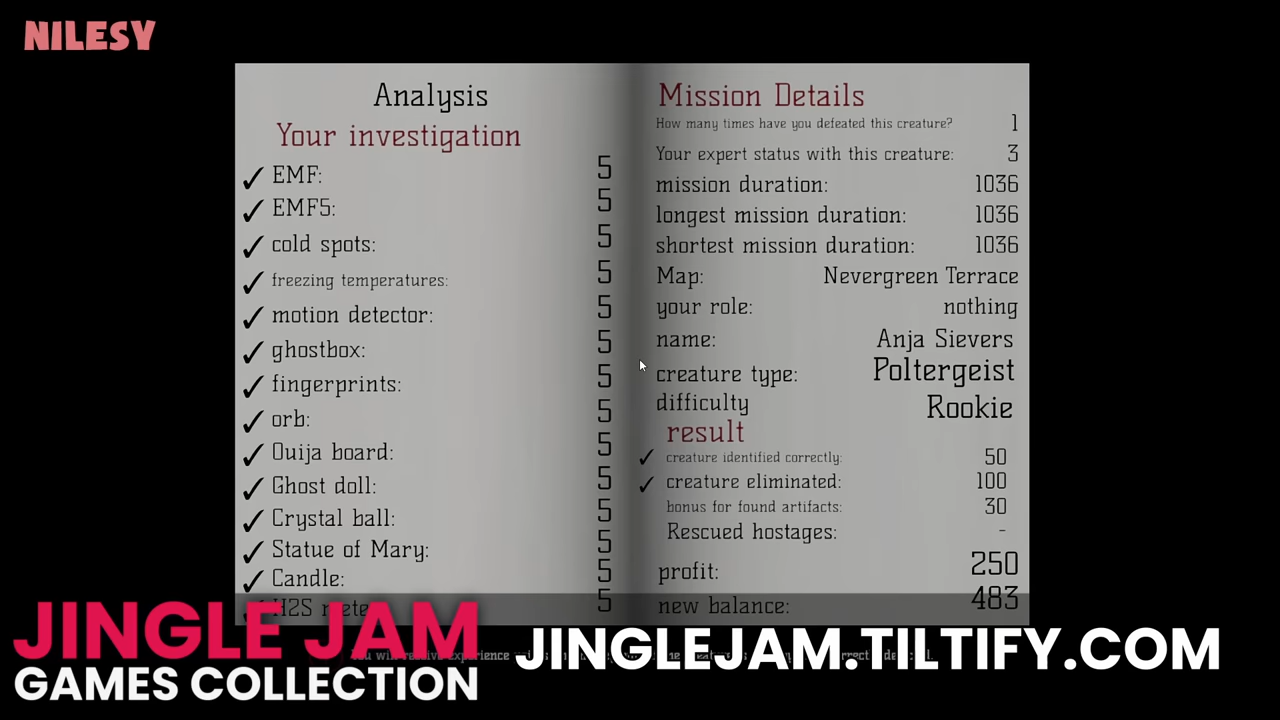 NILESY
Analysis
Your investigation
EMF: 5
EMF5: 5
cold spots: 5
freezing temperatures: 5
motion detector: 5
ghostbox: 5
fingerprints: 5
orb: 5
Ouija board: 5
Ghost doll: 5
Crystal ball: 5
Statue of Mary: 5
Candle: 5
H2S 5
Mission Details
How many times have you defeated this creature? 1
Your expert status with this creature: 3
mission duration: 1036
longest mission duration: 1036
shortest mission duration: 1036
Map: Nevergreen Terrace
your role: nothing
name: Anja Sievers
creature type: Poltergeist
difficulty Rookie
result
creature identified correctly: 50
creature eliminated: 100
bonus for found artifacts: 30
Rescued hostages: -
profit: 250
new balance: 483
You will receive experience
JINGLE JAM
GAMES COLLECTION
JINGLEJAM.TILTIFY.COM